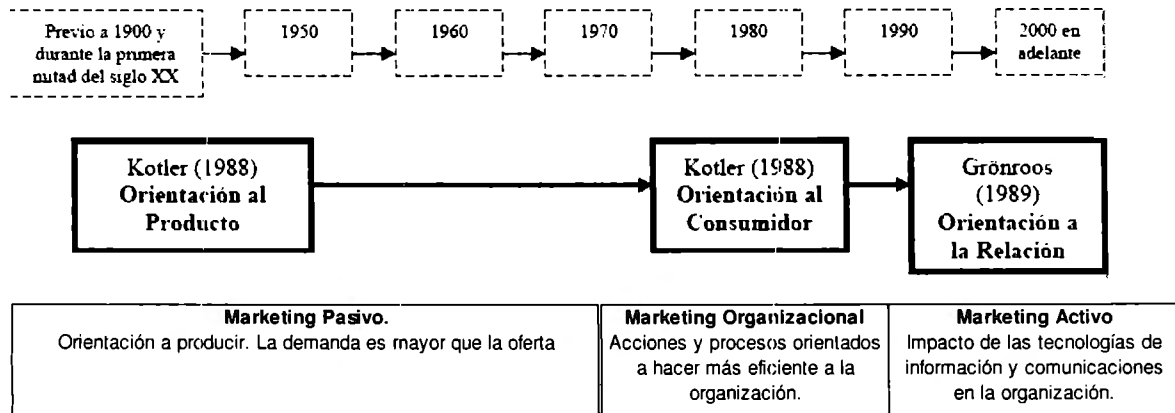 Previo a 1900 y
durante la primera
mitad del siglo XX
1950
1960
1970
1980
1990
2000 en
adelante
Kotler (1988)
Orientación al
Producto
Kotler (1988)
Orientación al
Consumidor
Grönroos
(1989)
Orientación a
la Relación
Marketing Pasivo.
Orientación a producir. La demanda es mayor que la oferta
Marketing Organizacional
Acciones y procesos orientados
a hacer más eficiente a la
organización.
Marketing Activo
Impacto de las tecnologías de
información y comunicaciones
en la organización.